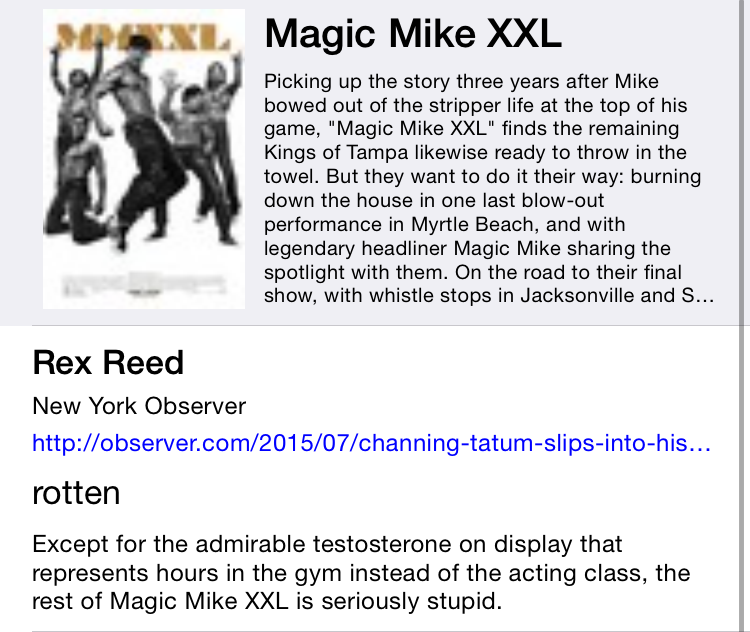 MMXXL
Magic Mike XXL
Picking up the story three years after Mike
bowed out of the stripper life at the top of his
game, "Magic Mike XXL" finds the remaining
Kings of Tampa likewise ready to throw in the
towel. But they want to do it their way: burning
down the house in one last blow-out
performance in Myrtle Beach, and with
legendary headliner Magic Mike sharing the
spotlight with them. On the road to their final
show, with whistle stops in Jacksonville and S…
Rex Reed
New York Observer
http://observer.com/2015/07/channing-tatum-slips-into-his…
rotten
Except for the admirable testosterone on display that
represents hours in the gym instead of the acting class, the
rest of Magic Mike XXL is seriously stupid.